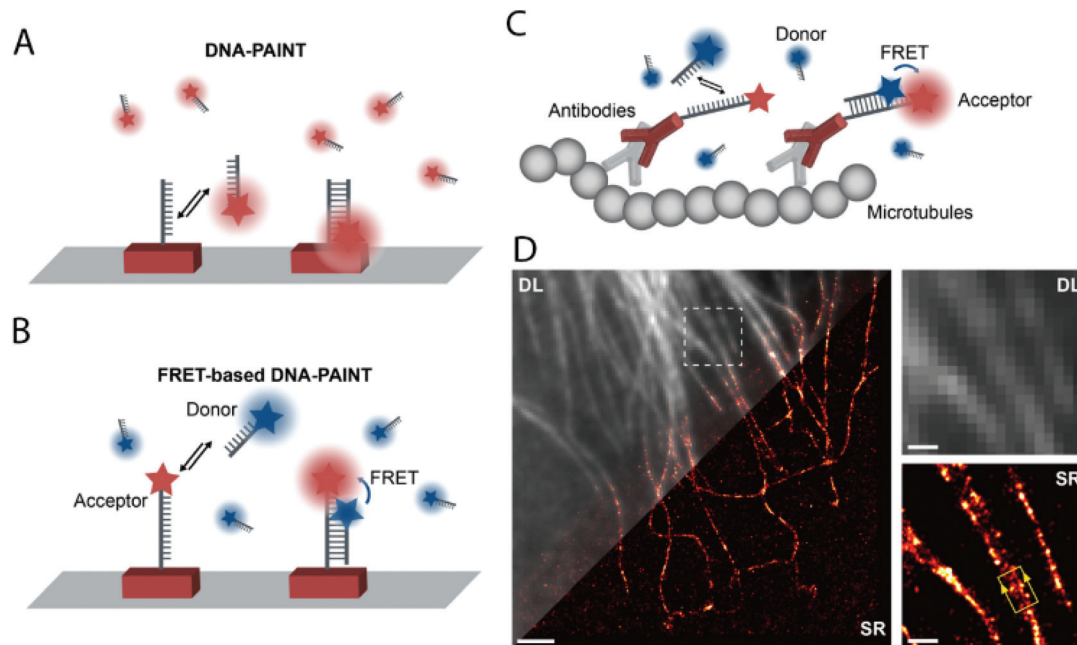 A
DNA-PAINT
B
FRET-based DNA-PAINT
Donor
Acceptor
FRET
C
Donor
FRET
Antibodies
Acceptor
Microtubules
D
DL
SR
DL
SR